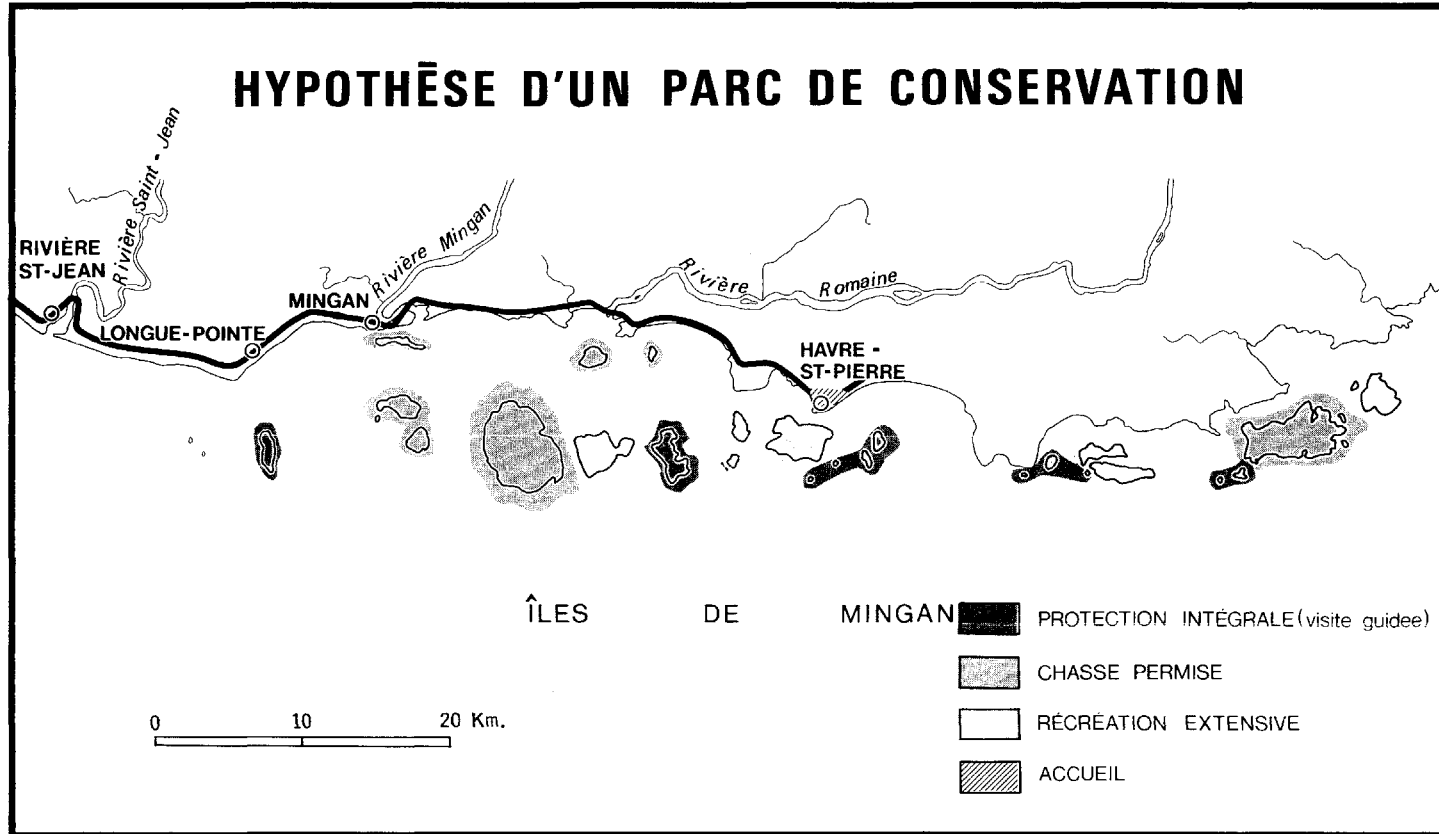 HYPOTHĒSE D'UN PARC DE CONSERVATION
Rivière Saint - Jean
RIVIÈRE
ST-JEAN
Rivière Mingan
MINGAN
LONGUE-POINTE
Rivière Romaine
HAVRE -
ST-PIERRE
ÎLES DE MINGAN
PROTECTION INTÉGRALE (visite guidee)
CHASSE PERMISE
RÉCRÉATION EXTENSIVE
ACCUEIL
0 10 20 Km.